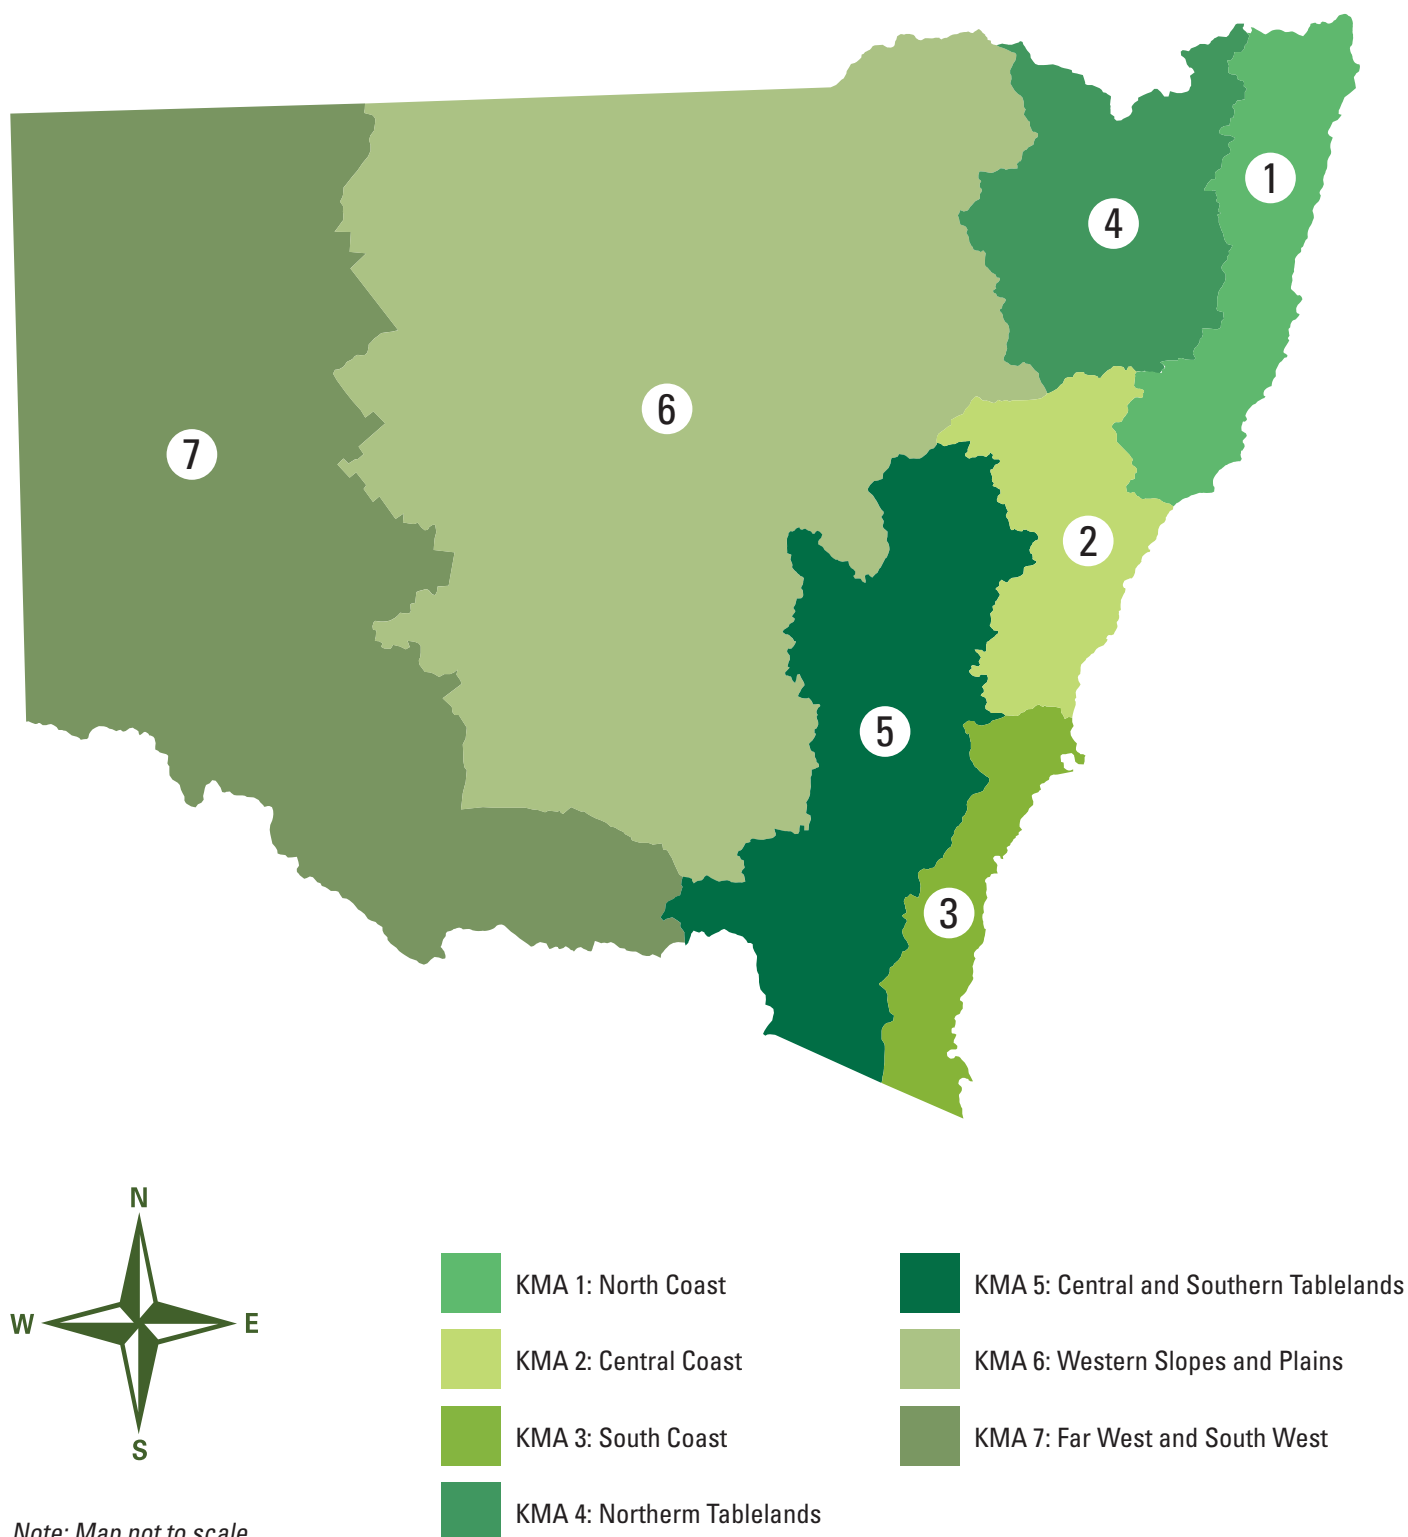 1
4
6
7
2
5
3
N
W E
S
KMA 1: North Coast
KMA 2: Central Coast
KMA 3: South Coast
KMA 4: Northerm Tablelands
KMA 5: Central and Southern Tablelands
KMA 6: Western Slopes and Plains
KMA 7: Far West and South West
Note: Map not to scale